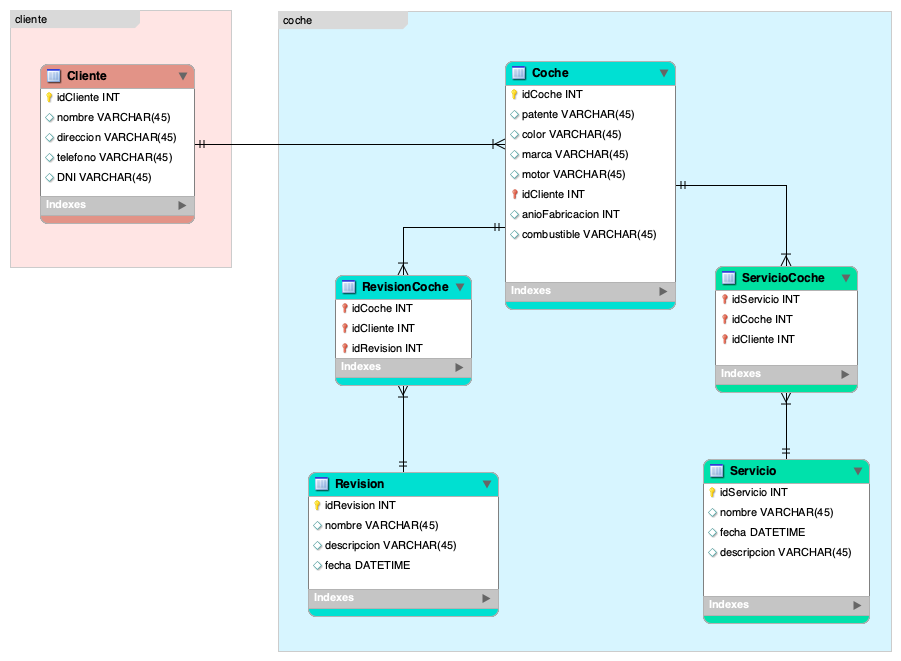 cliente
Cliente
idCliente INT
nombre VARCHAR(45)
direccion VARCHAR(45)
telefono VARCHAR(45)
DNI VARCHAR(45)
Indexes
coche
Coche
idCoche INT
patente VARCHAR(45)
color VARCHAR(45)
marca VARCHAR(45)
motor VARCHAR(45)
idCliente INT
anioFabricacion INT
combustible VARCHAR(45)
Indexes
RevisionCoche
idCoche INT
idCliente INT
idRevision INT
Indexes
ServicioCoche
idServicio INT
idCoche INT
idCliente INT
Indexes
Revision
idRevision INT
nombre VARCHAR(45)
descripcion VARCHAR(45)
fecha DATETIME
Indexes
Servicio
idServicio INT
nombre VARCHAR(45)
fecha DATETIME
descripcion VARCHAR(45)
Indexes